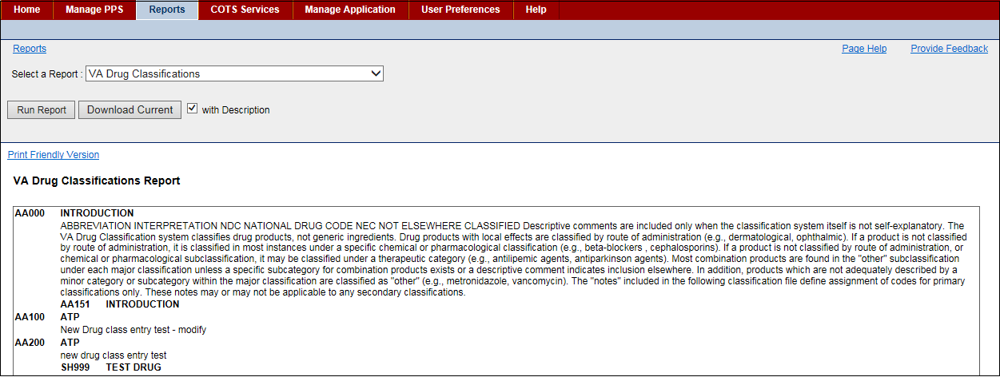 Home Manage PPS Reports COTS Services Manage Application User Preferences Help
Reports Page Help Provide Feedback
Select a Report : VA Drug Classifications
Run Report Download Current with Description
Print Friendly Version
VA Drug Classifications Report
AA000 INTRODUCTION
ABBREVIATION INTERPRETATION NDC NATIONAL DRUG CODE NEC NOT ELSEWHERE CLASSIFIED Descriptive comments are included only when the classification system itself is not self-explanatory. The
VA Drug Classification system classifies drug products, not generic ingredients. Drug products with local effects are classified by route of administration (e.g., dermatological, ophthalmic). If a product is not classified
by route of administration, it is classified in most instances under a specific chemical or pharmacological classification (e.g., beta-blockers , cephalosporins). If a product is not classified by route of administration, or
chemical or pharmacological subclassification, it may be classified under a therapeutic category (e.g., antilipemic agents, antiparkinson agents). Most combination products are found in the "other" subclassification
under each major classification unless a specific subcategory for combination products exists or a descriptive comment indicates inclusion elsewhere. In addition, products which are not adequately described by a
minor category or subcategory within the major classification are classified as "other" (e.g., metronidazole, vancomycin). The "notes" included in the following classification file define assignment of codes for primary
classifications only. These notes may or may not be applicable to any secondary classifications.
AA151 INTRODUCTION
AA100 ATP
New Drug class entry test - modify
AA200 ATP
new drug class entry test
SH999 TEST DRUG